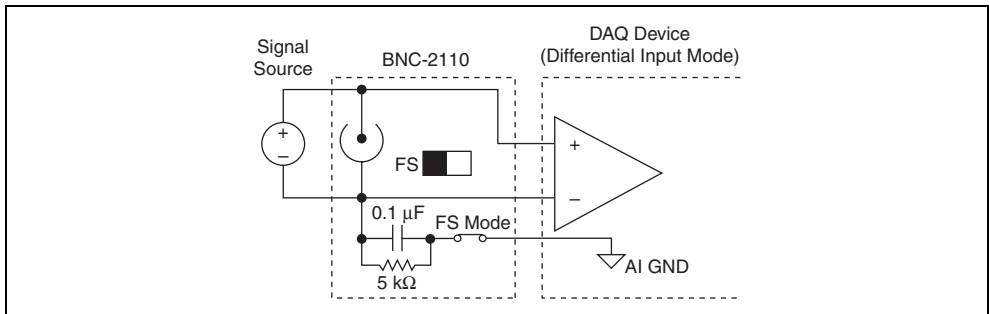 Signal
Source
BNC-2110
DAQ Device
(Differential Input Mode)
+
–
FS
+
–
0.1 μF
FS Mode
5 kΩ
AI GND